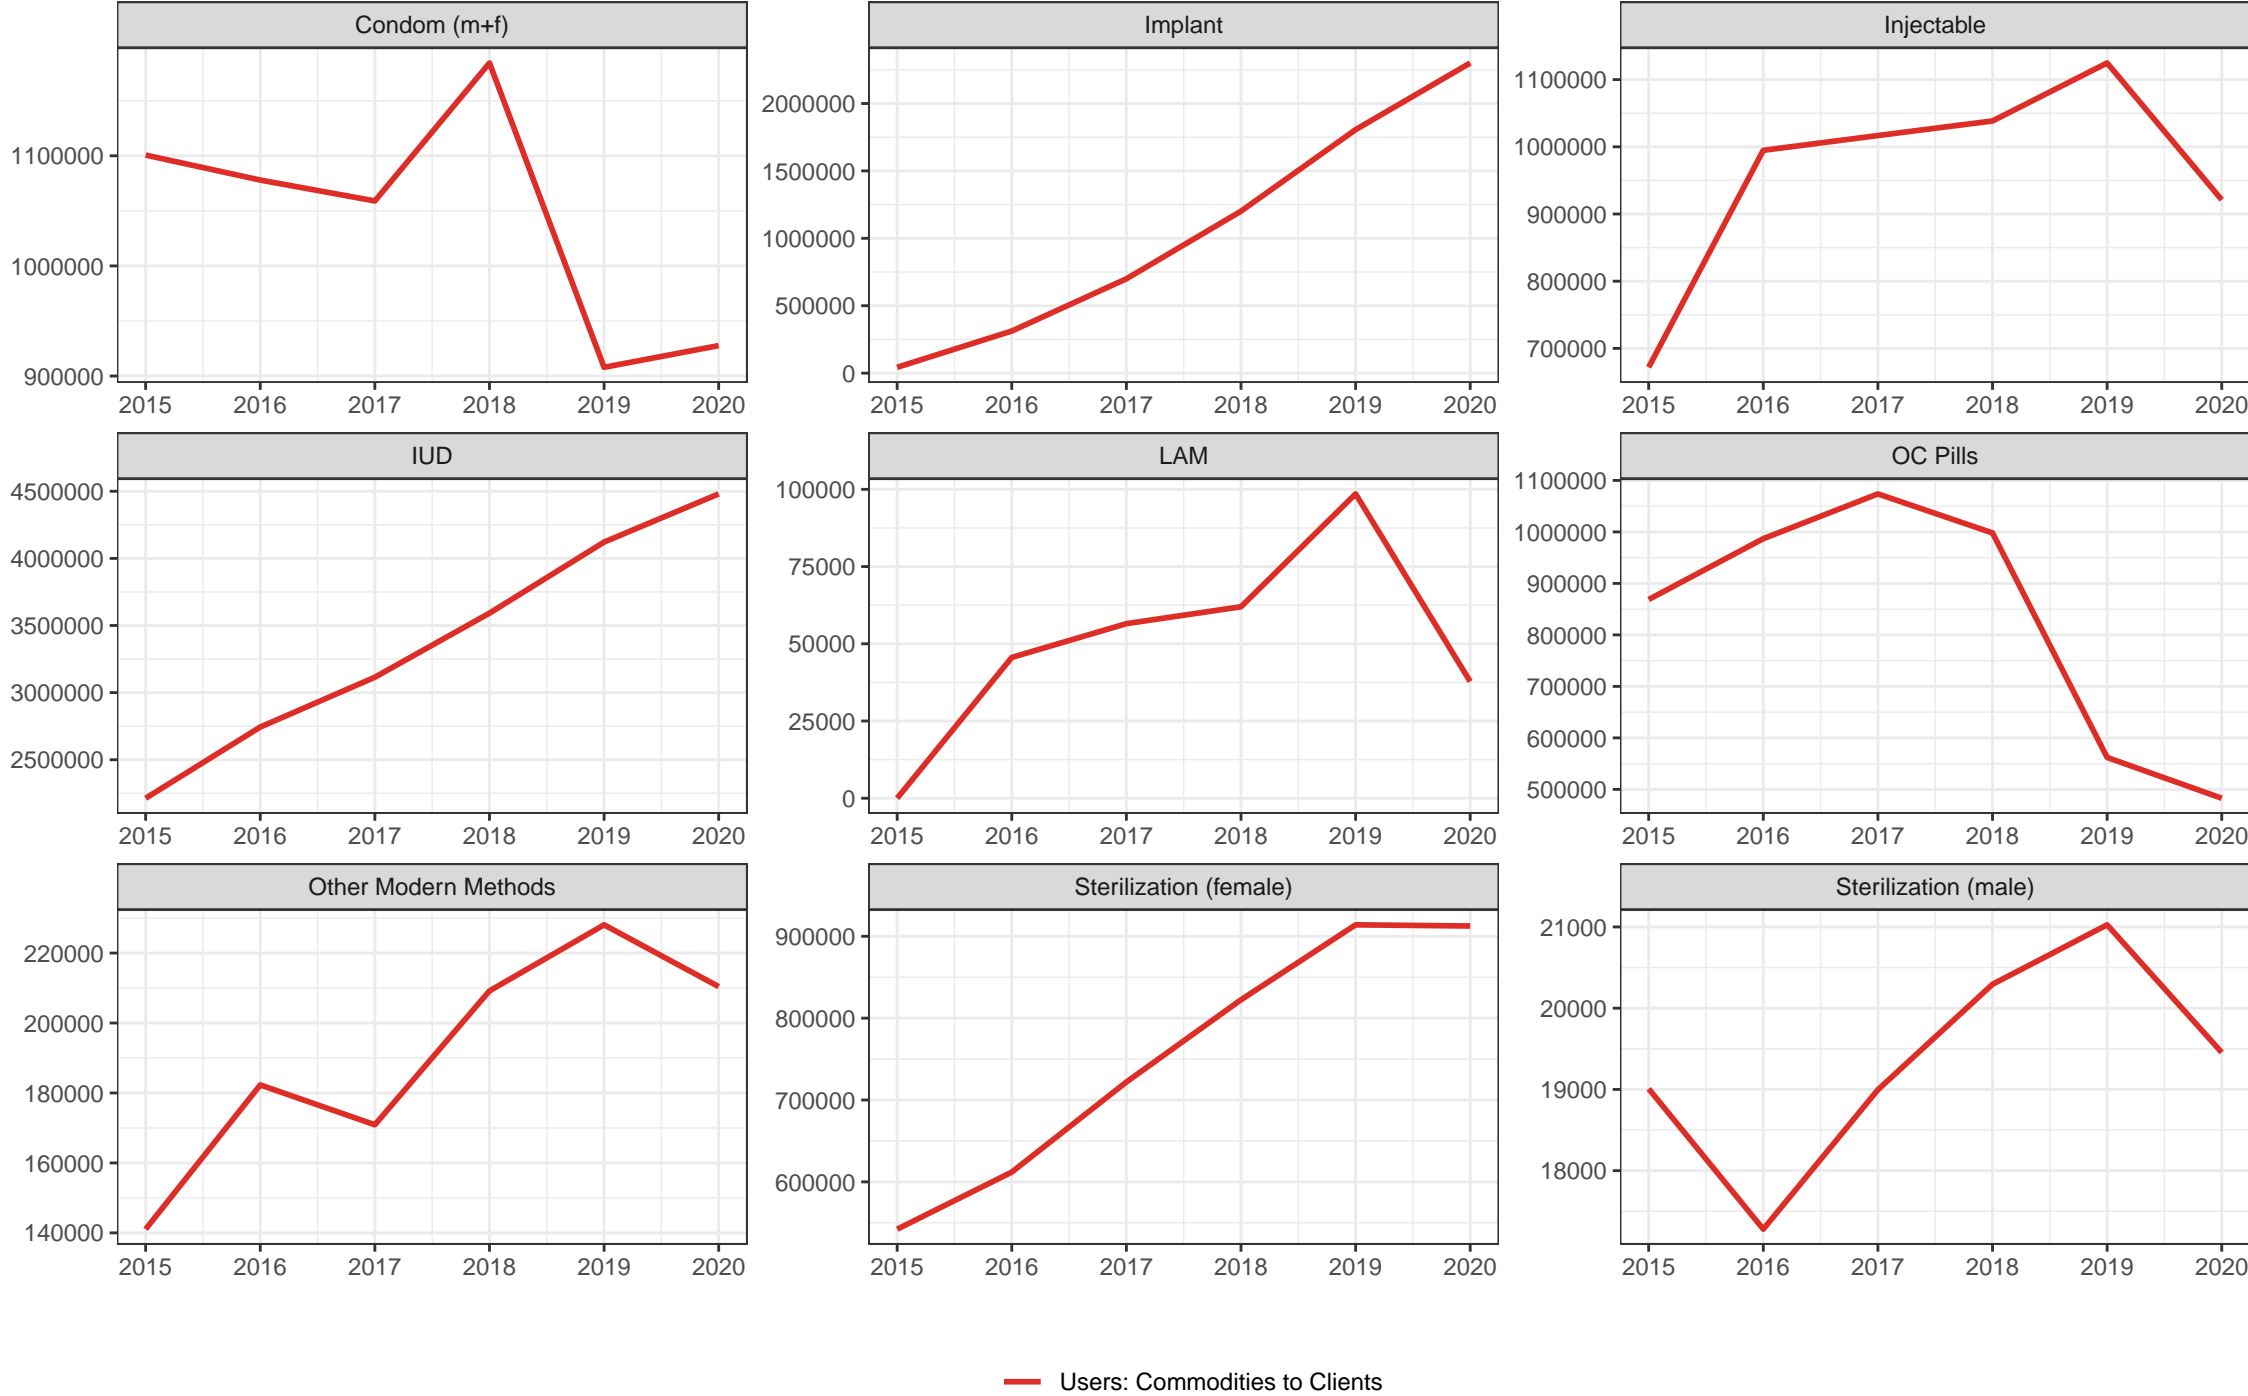 Condom (m+f)
1100000
1000000
900000
2015 2016 2017 2018 2019 2020
Implant
2000000
1500000
1000000
500000
0
2015 2016 2017 2018 2019 2020
Injectable
1100000
1000000
900000
800000
700000
2015 2016 2017 2018 2019 2020
IUD
4500000
4000000
3500000
3000000
2500000
2015 2016 2017 2018 2019 2020
LAM
100000
75000
50000
25000
0
2015 2016 2017 2018 2019 2020
OC Pills
1100000
1000000
900000
800000
700000
600000
500000
2015 2016 2017 2018 2019 2020
Other Modern Methods
220000
200000
180000
160000
140000
2015 2016 2017 2018 2019 2020
Sterilization (female)
900000
800000
700000
600000
2015 2016 2017 2018 2019 2020
Sterilization (male)
21000
20000
19000
18000
2015 2016 2017 2018 2019 2020
Users: Commodities to Clients